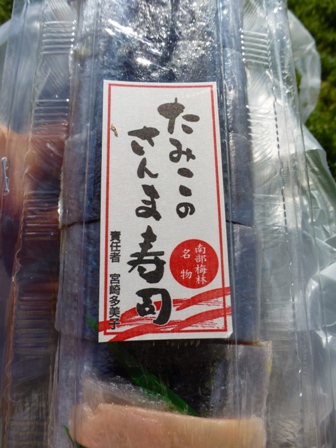 たみこの
さんま寿司
南部梅林
名物
責任者 宮崎多美子